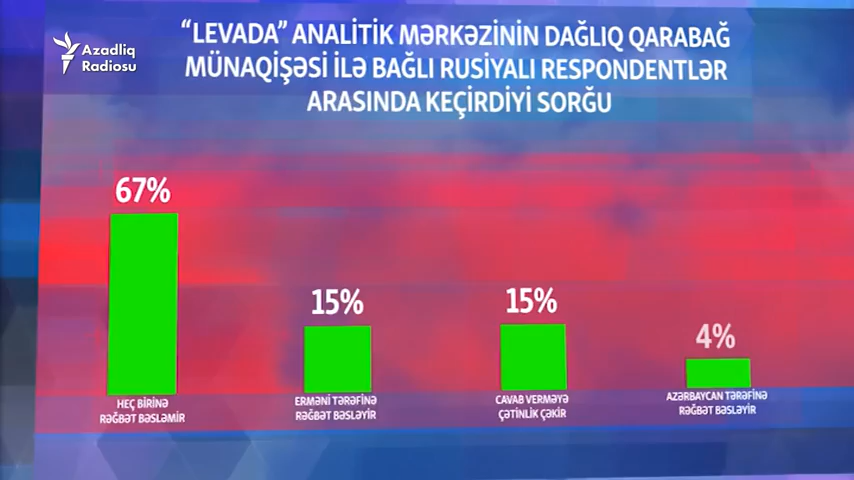 Azadlıq
Radiosu
“LEVADA” ANALİTİK MƏRKƏZİNİN DAĞLIQ QARABAĞ
MÜNAQİŞƏSİ İLƏ BAĞLI RUSİYALI RESPONDENTLƏR
ARASINDA KEÇİRDİYİ SORĞU
67%
15%
15%
4%
HEÇ BİRİNƏ
RƏĞBƏT BƏSLƏMİR
ERMƏNİ TƏRƏFİNƏ
RƏĞBƏT BƏSLƏYİR
CAVAB VERMƏYƏ
ÇƏTİNLİK ÇƏKİR
AZƏRBAYCAN TƏRƏFİNƏ
RƏĞBƏT BƏSLƏYİR